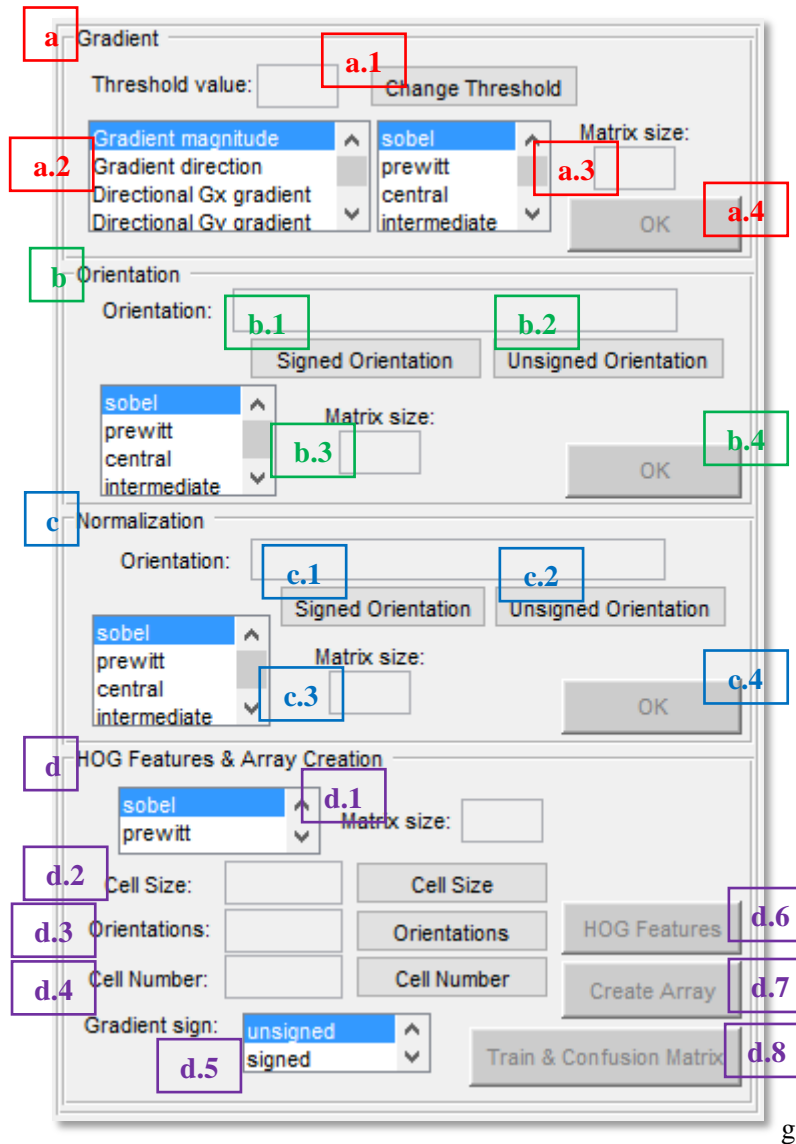 a Gradient
a.1
Threshold value: Change Threshold
Gradient magnitude sobel Matrix size:
a.2 Gradient direction prewitt a.3
Directional Gx gradient central a.4
Directional Gy gradient intermediate OK
b Orientation
Orientation: b.1 b.2
Signed Orientation Unsigned Orientation
sobel Matrix size:
prewitt b.3 b.4
central OK
intermediate
c Normalization
Orientation: c.1 c.2
Signed Orientation Unsigned Orientation
sobel Matrix size:
prewitt c.3 c.4
central OK
intermediate
d HOG Features & Array Creation
sobel d.1 Matrix size:
prewitt
d.2 Cell Size: Cell Size
d.3 Orientations: Orientations HOG Features d.6
d.4 Cell Number: Cell Number Create Array d.7
Gradient sign: unsigned
d.5 signed Train & Confusion Matrix d.8
g